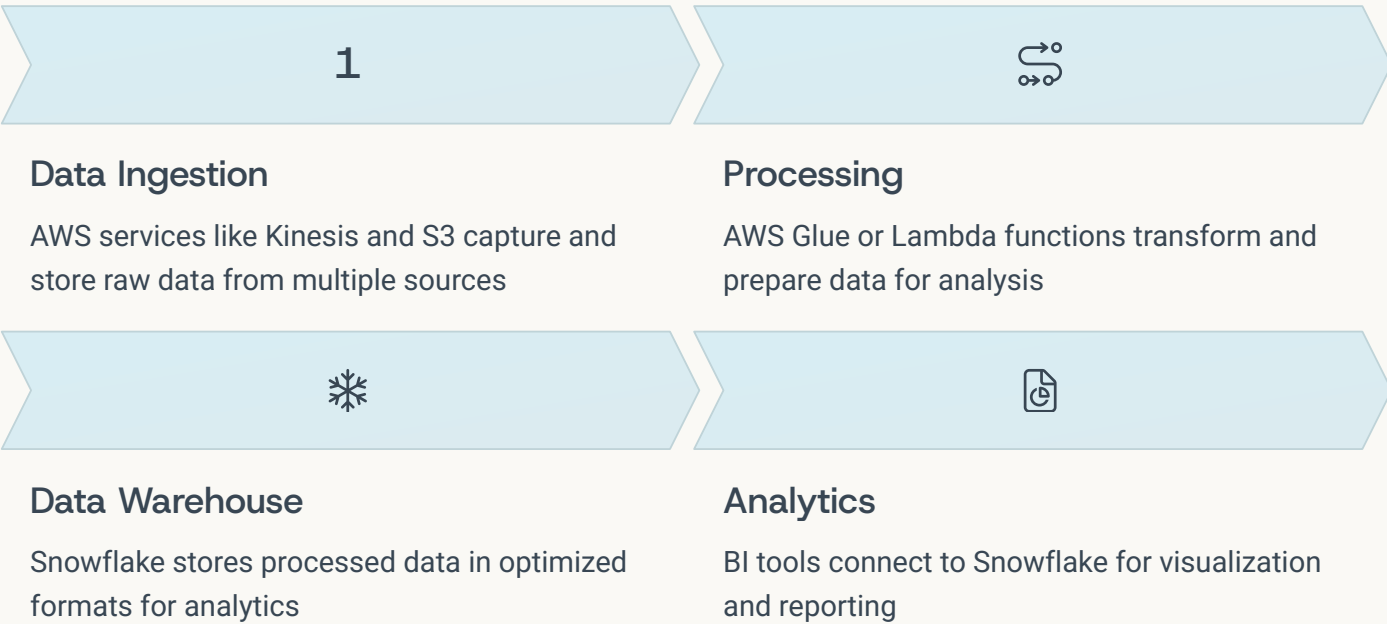 1
Data Ingestion
AWS services like Kinesis and S3 capture and
store raw data from multiple sources
Processing
AWS Glue or Lambda functions transform and
prepare data for analysis
Data Warehouse
Snowflake stores processed data in optimized
formats for analytics
Analytics
BI tools connect to Snowflake for visualization
and reporting